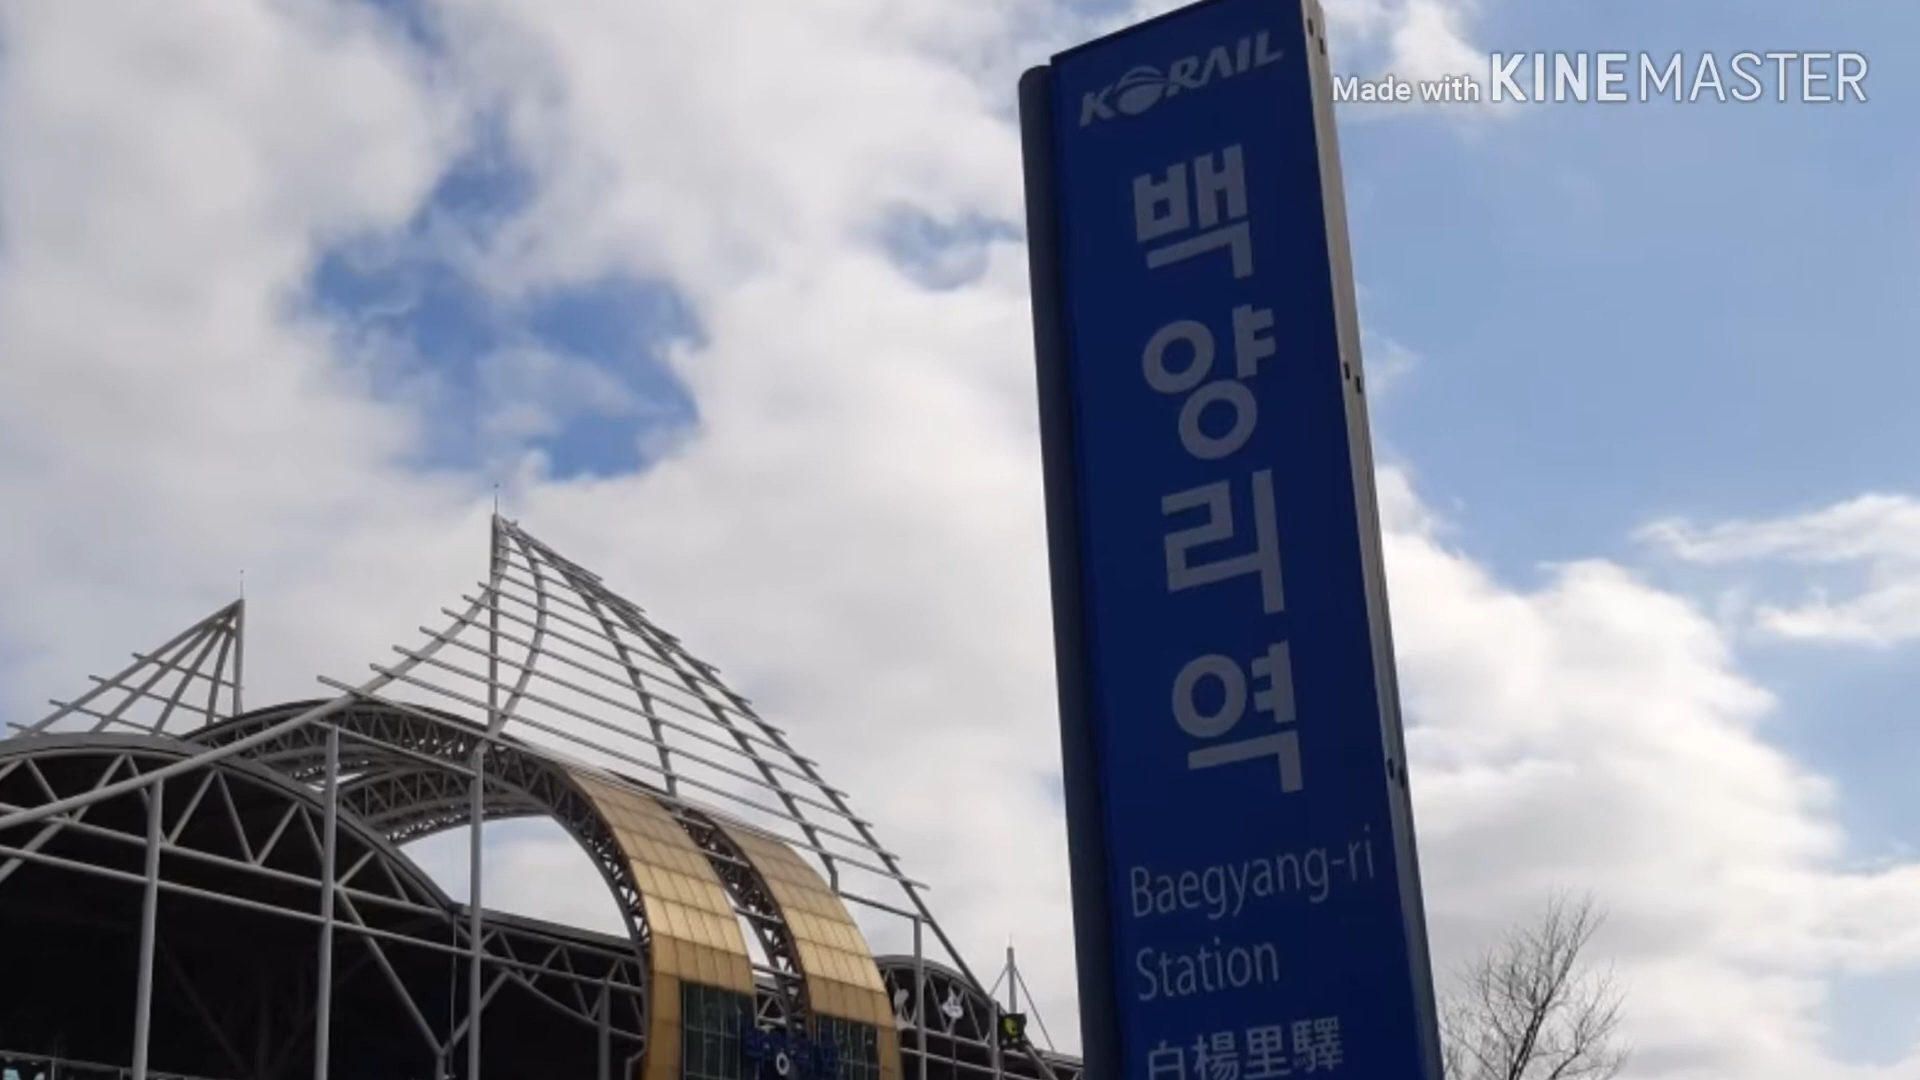 Made with KINEMASTER
KORAIL
백양리역
Baegyang-ri
Station
白楊里驛